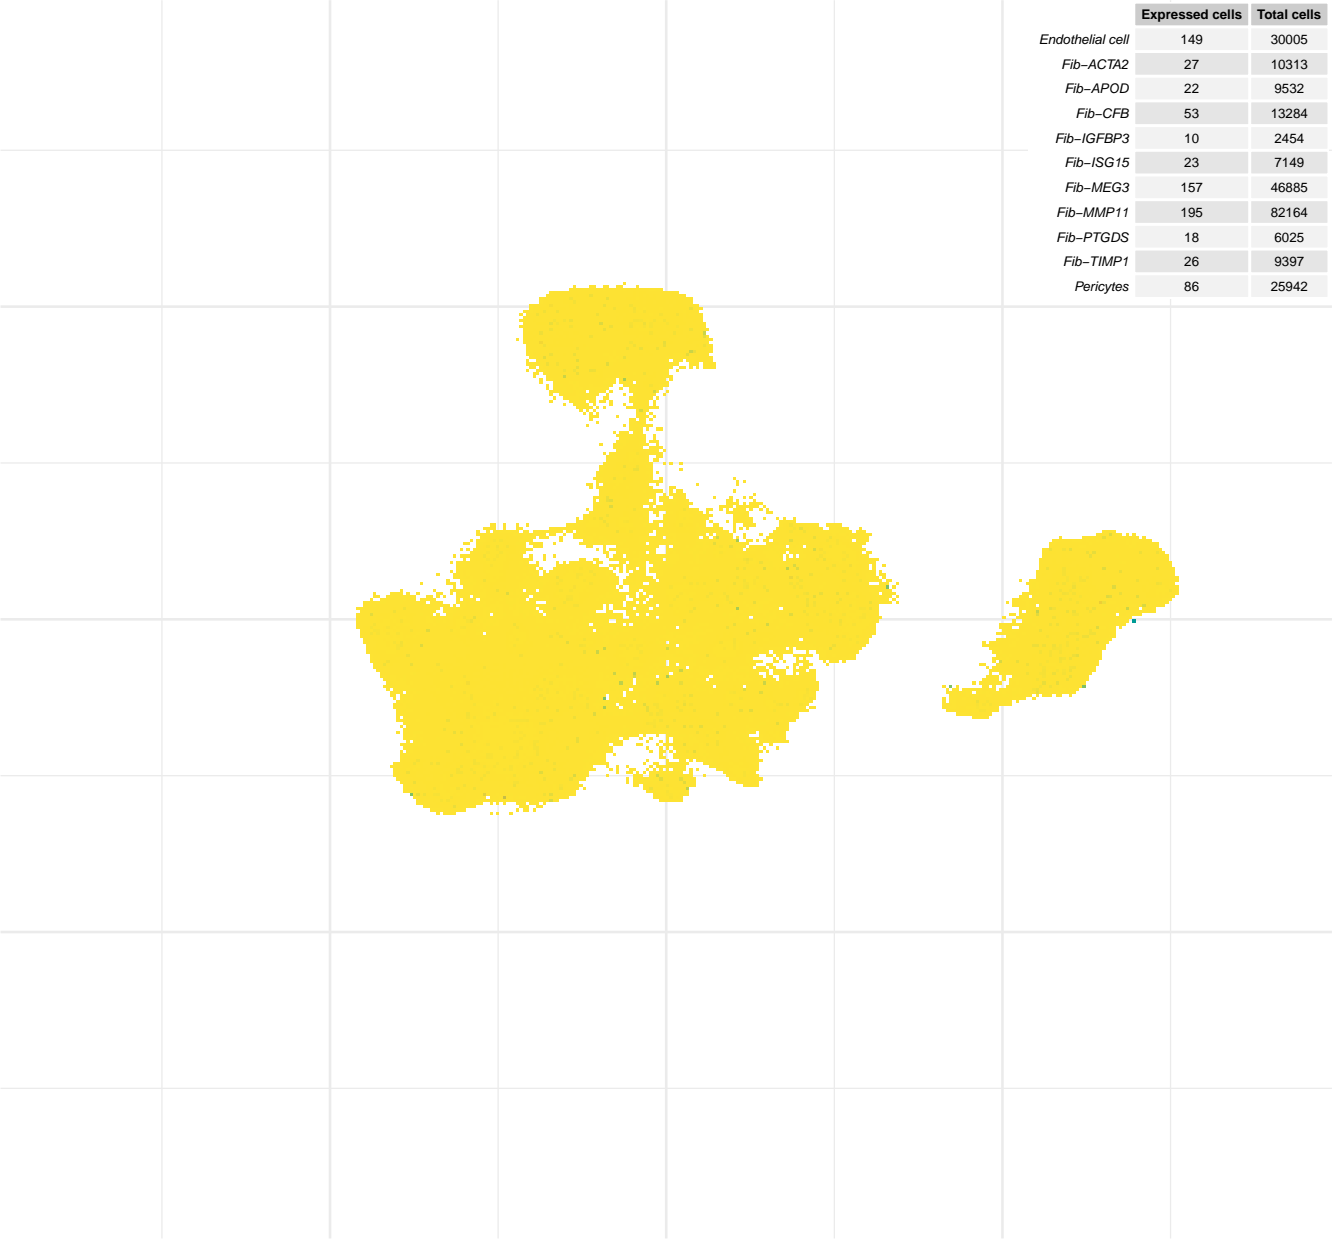 Expressed cells Total cells
Endothelial cell 149 30005
Fib−ACTA2 27 10313
Fib−APOD 22 9532
Fib−CFB 53 13284
Fib−IGFBP3 10 2454
Fib−ISG15 23 7149
Fib−MEG3 157 46885
Fib−MMP11 195 82164
Fib−PTGDS 18 6025
Fib−TIMP1 26 9397
Pericytes 86 25942